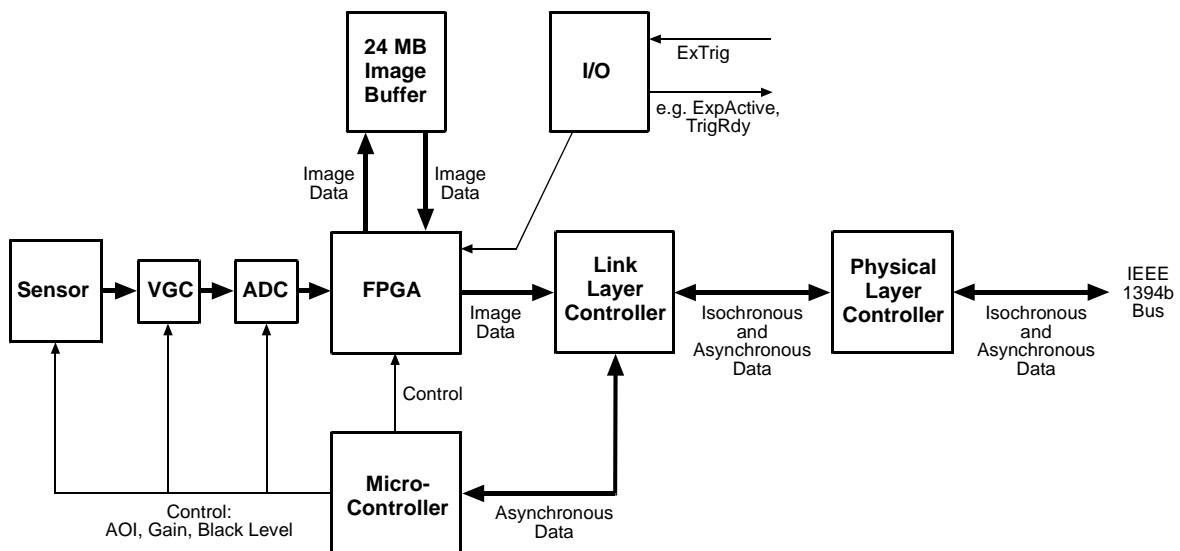 24 MB
Image
Buffer
I/O
ExTrig
e.g. ExpActive,
TrigRdy
Image
Data
Image
Data
Sensor
VGC
ADC
FPGA
Image
Data
Link
Layer
Controller
Isochronous
and
Asynchronous
Data
Physical
Layer
Controller
Isochronous
and
Asynchronous
Data
IEEE
1394b
Bus
Control
Micro-
Controller
Control:
AOI, Gain, Black Level
Asynchronous
Data